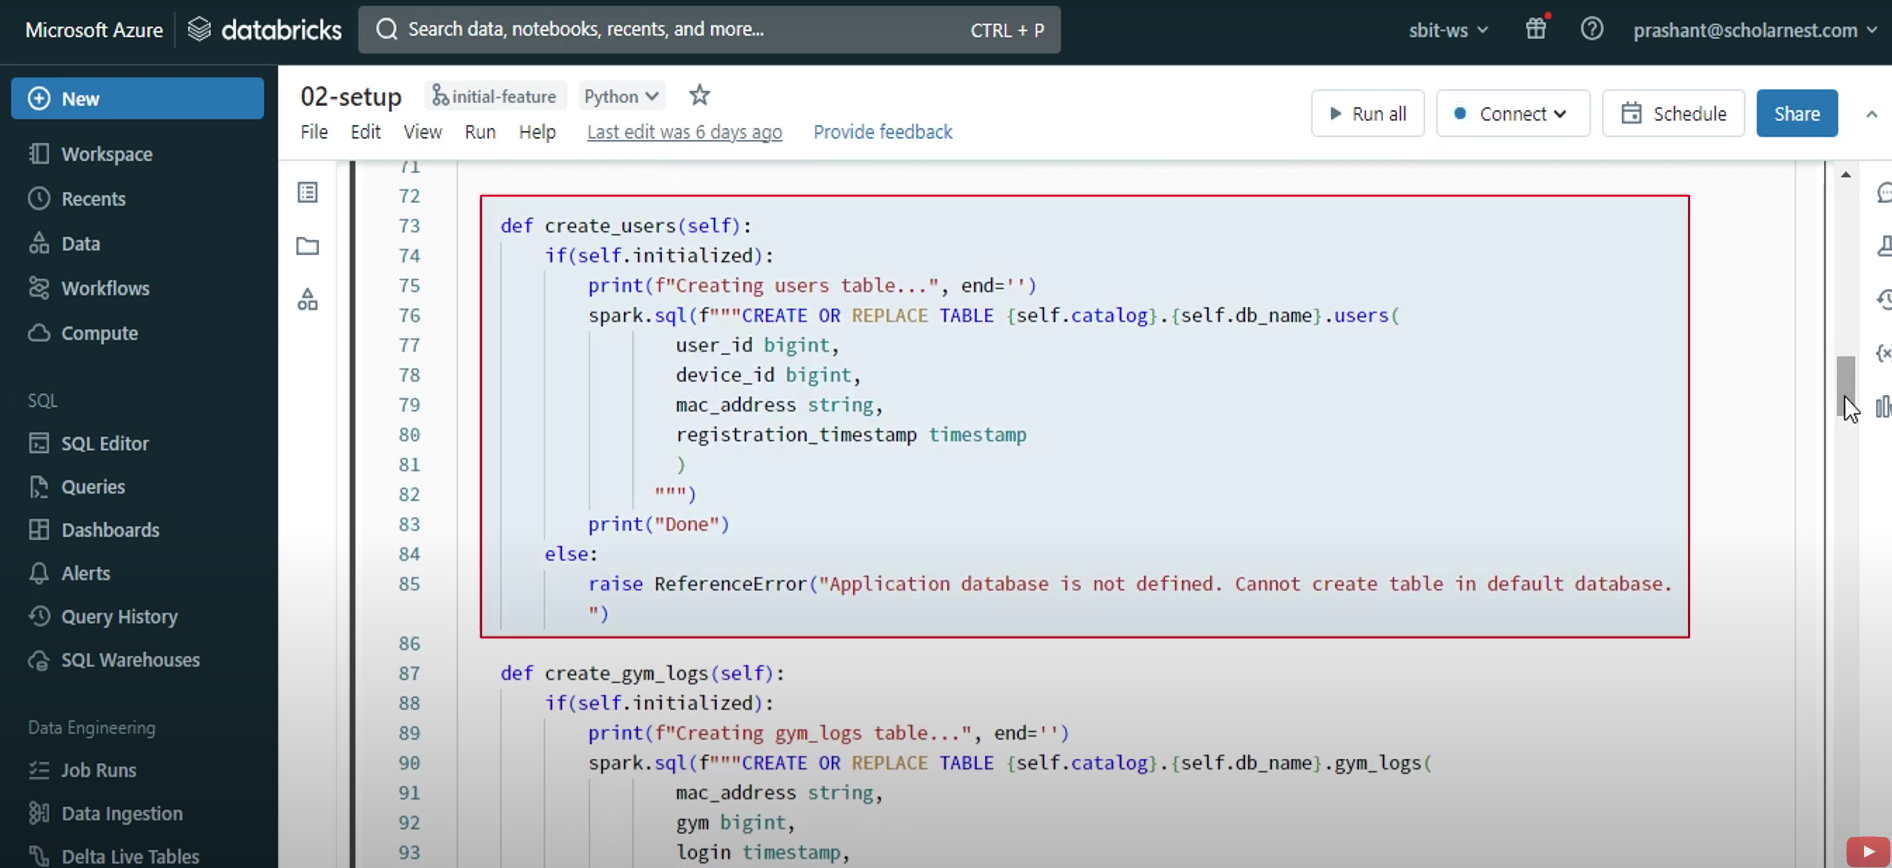 Microsoft Azure databricks Search data, notebooks, recents, and more... CTRL + P sbit-ws prashant@scholarnest.com
New
Workspace
Recents
Data
Workflows
Compute
SQL
SQL Editor
Queries
Dashboards
Alerts
Query History
SQL Warehouses
Data Engineering
Job Runs
Data Ingestion
Delta Live Tables
02-setup initial-feature Python
File Edit View Run Help Last edit was 6 days ago Provide feedback
Run all Connect Schedule Share
71
72
73 def create_users(self):
74 if(self.initialized):
75 print(f"Creating users table...", end='')
76 spark.sql(f"""CREATE OR REPLACE TABLE {self.catalog}.{self.db_name}.users(
77 user_id bigint,
78 device_id bigint,
79 mac_address string,
80 registration_timestamp timestamp
81 )
82 """)
83 print("Done")
84 else:
85 raise ReferenceError("Application database is not defined. Cannot create table in default database.
")
86
87 def create_gym_logs(self):
88 if(self.initialized):
89 print(f"Creating gym_logs table...", end='')
90 spark.sql(f"""CREATE OR REPLACE TABLE {self.catalog}.{self.db_name}.gym_logs(
91 mac_address string,
92 gym bigint,
93 login timestamp,